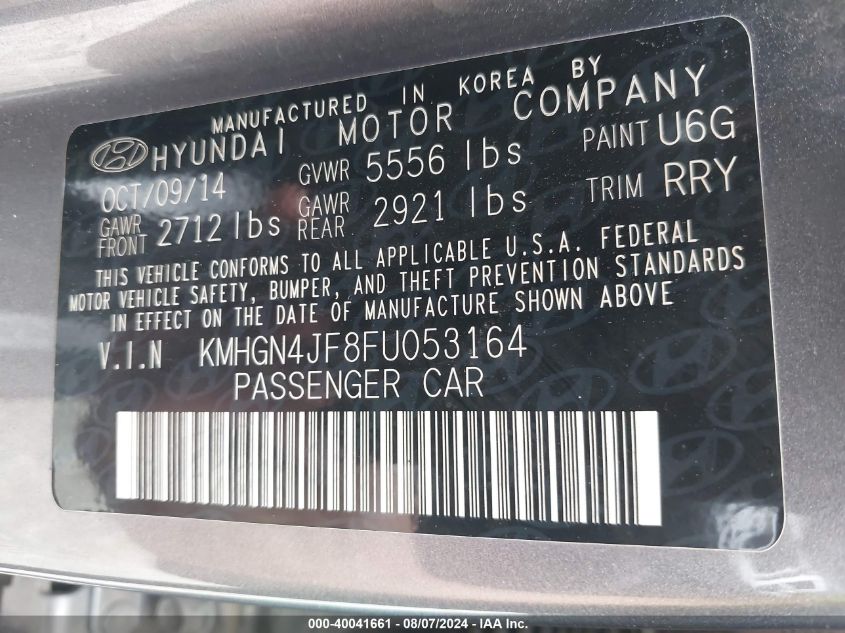 MANUFACTURED IN KOREA BY
HYUNDAI MOTOR COMPANY
OCT/09/14 GVWR 5556 lbs PAINT U6G
GAWR FRONT 2712 lbs GAWR REAR 2921 lbs TRIM RRY
THIS VEHICLE CONFORMS TO ALL APPLICABLE U.S.A. FEDERAL
MOTOR VEHICLE SAFETY, BUMPER, AND THEFT PREVENTION STANDARDS
IN EFFECT ON THE DATE OF MANUFACTURE SHOWN ABOVE
V.I.N KMHGN4JF8FU053164
PASSENGER CAR
000-40041661 - 08/07/2024 - IAA Inc.